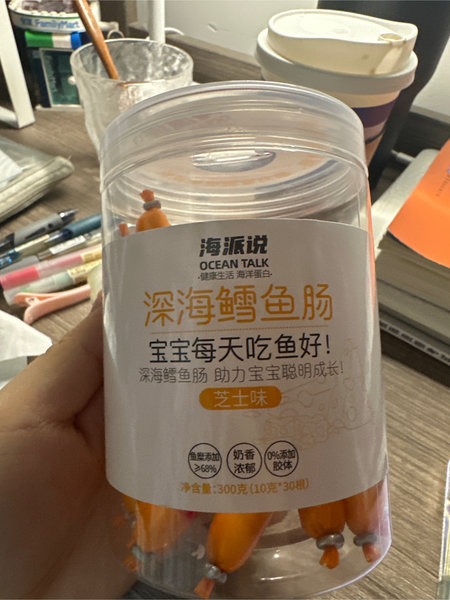 FamilyMart
海派说
OCEAN TALK
·健康生活 海洋蛋白·
深海鳕鱼肠
宝宝每天吃鱼好!
深海鳕鱼肠 助力宝宝聪明成长!
芝士味
鱼糜添加
≥68%
奶香
浓郁
0%添加
胶体
净含量:300克(10克*30根)